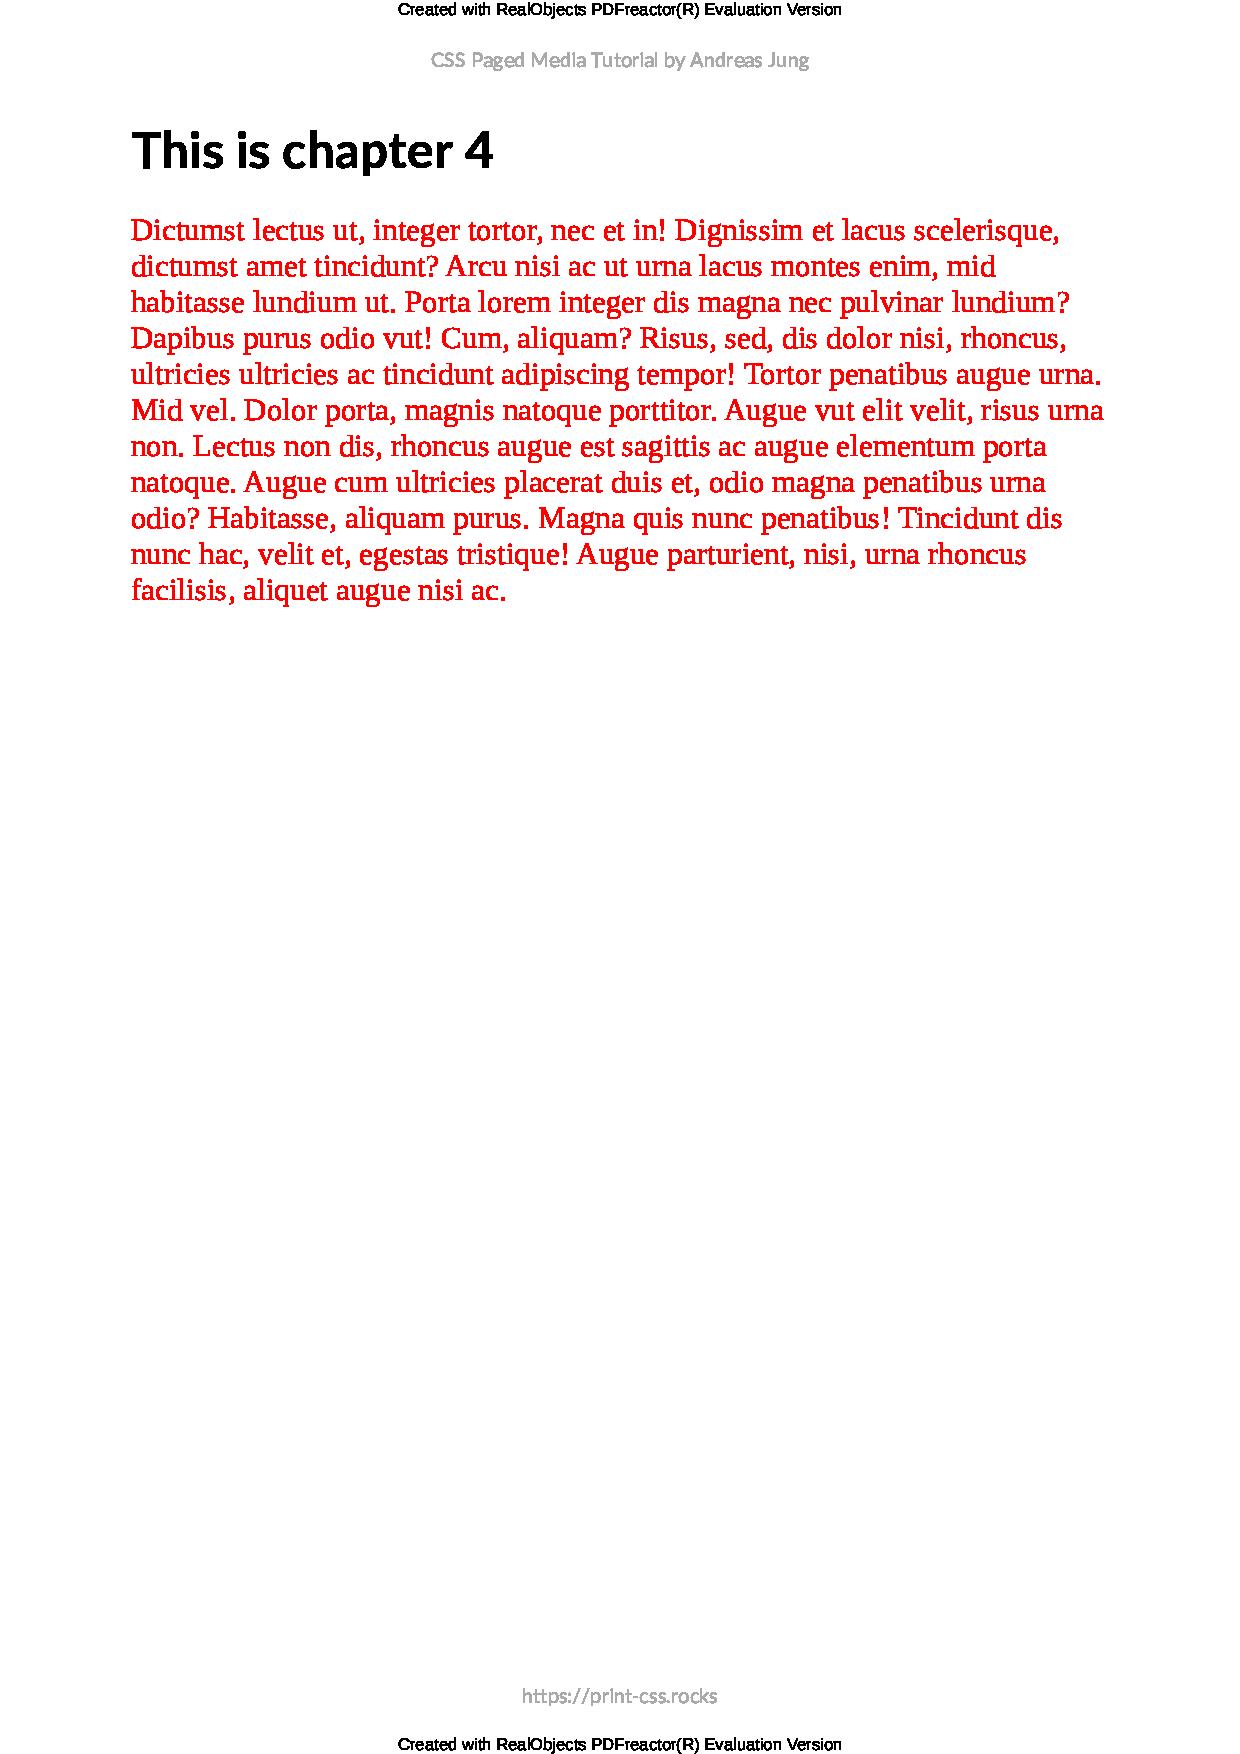 Created with RealObjects PDFreactor(R) Evaluation Version
CSS Paged Media Tutorial by Andreas Jung
This is chapter 4
Dictumst lectus ut, integer tortor, nec et in! Dignissim et lacus scelerisque,
dictumst amet tincidunt? Arcu nisi ac ut urna lacus montes enim, mid
habitasse lundium ut. Porta lorem integer dis magna nec pulvinar lundium?
Dapibus purus odio vut! Cum, aliquam? Risus, sed, dis dolor nisi, rhoncus,
ultricies ultricies ac tincidunt adipiscing tempor! Tortor penatibus augue urna.
Mid vel. Dolor porta, magnis natoque porttitor. Augue vut elit velit, risus urna
non. Lectus non dis, rhoncus augue est sagittis ac augue elementum porta
natoque. Augue cum ultricies placerat duis et, odio magna penatibus urna
odio? Habitasse, aliquam purus. Magna quis nunc penatibus! Tincidunt dis
nunc hac, velit et, egestas tristique! Augue parturient, nisi, urna rhoncus
facilisis, aliquet augue nisi ac.
https://print-css.rocks
Created with RealObjects PDFreactor(R) Evaluation Version